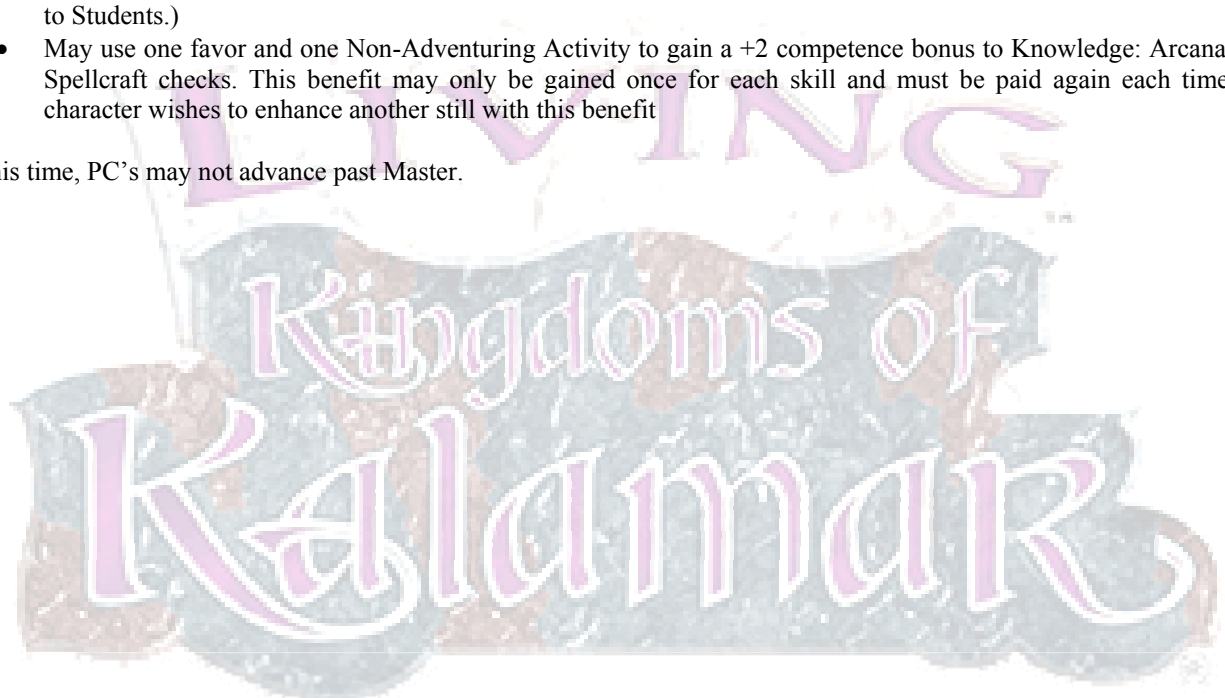 to Students.)
• May use one favor and one Non-Adventuring Activity to gain a +2 competence bonus to Knowledge: Arcana
Spellcraft checks. This benefit may only be gained once for each skill and must be paid again each time
character wishes to enhance another still with this benefit
his time, PC's may not advance past Master.
LIVING
Kingdoms of
Kalamar